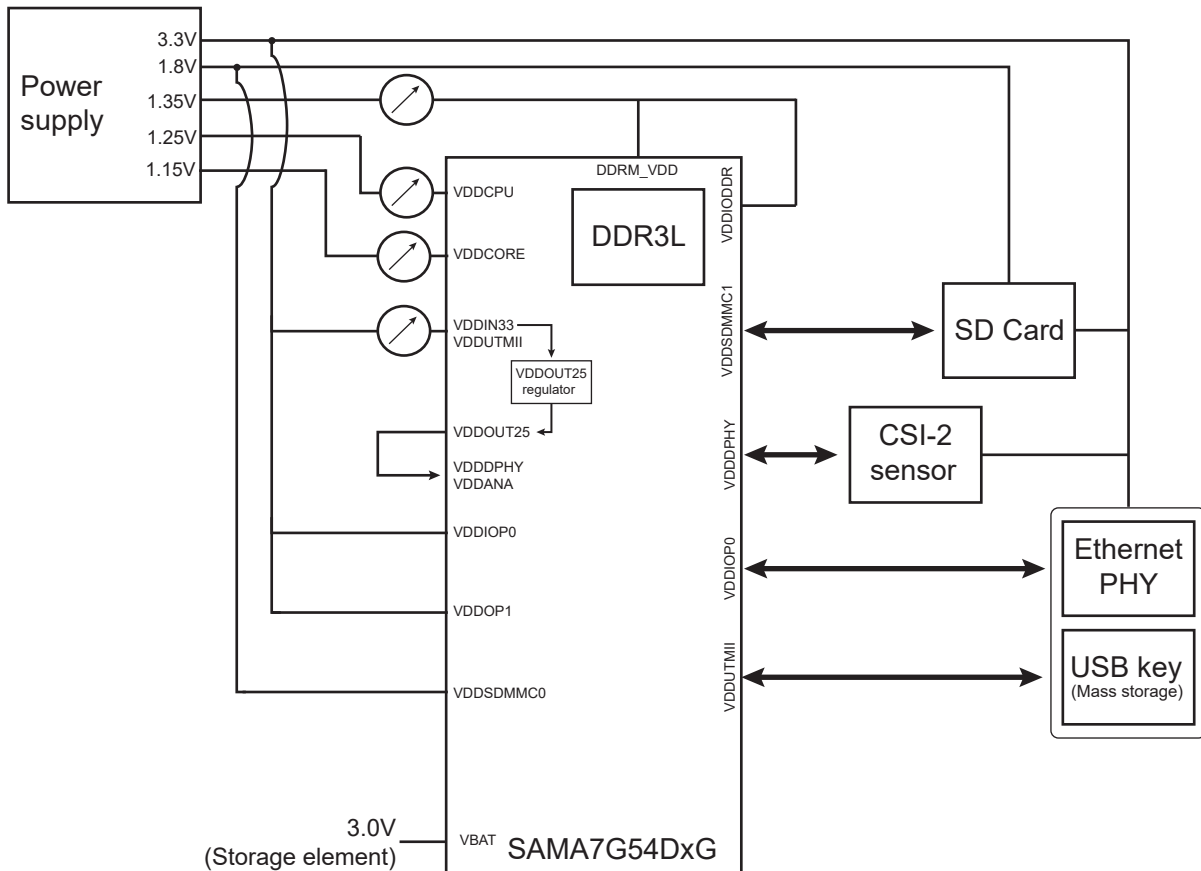 Power
supply
3.3V
1.8V
1.35V
1.25V
1.15V
DDRM_VDD
DDR3L
VDDCPU
VDDCORE
VDDIN33
VDDUTMII
VDDOUT25
regulator
VDDOUT25
VDDDPHY
VDDANA
VDDIOP0
VDDOP1
VDDSDMMC0
3.0V
(Storage element)
VBAT
SAMA7G54DxG
VDDIODDR
VDDSDMMC1
VDDDPHY
VDDIOP0
VDDUTMII
SD Card
CSI-2
sensor
Ethernet
PHY
USB key
(Mass storage)